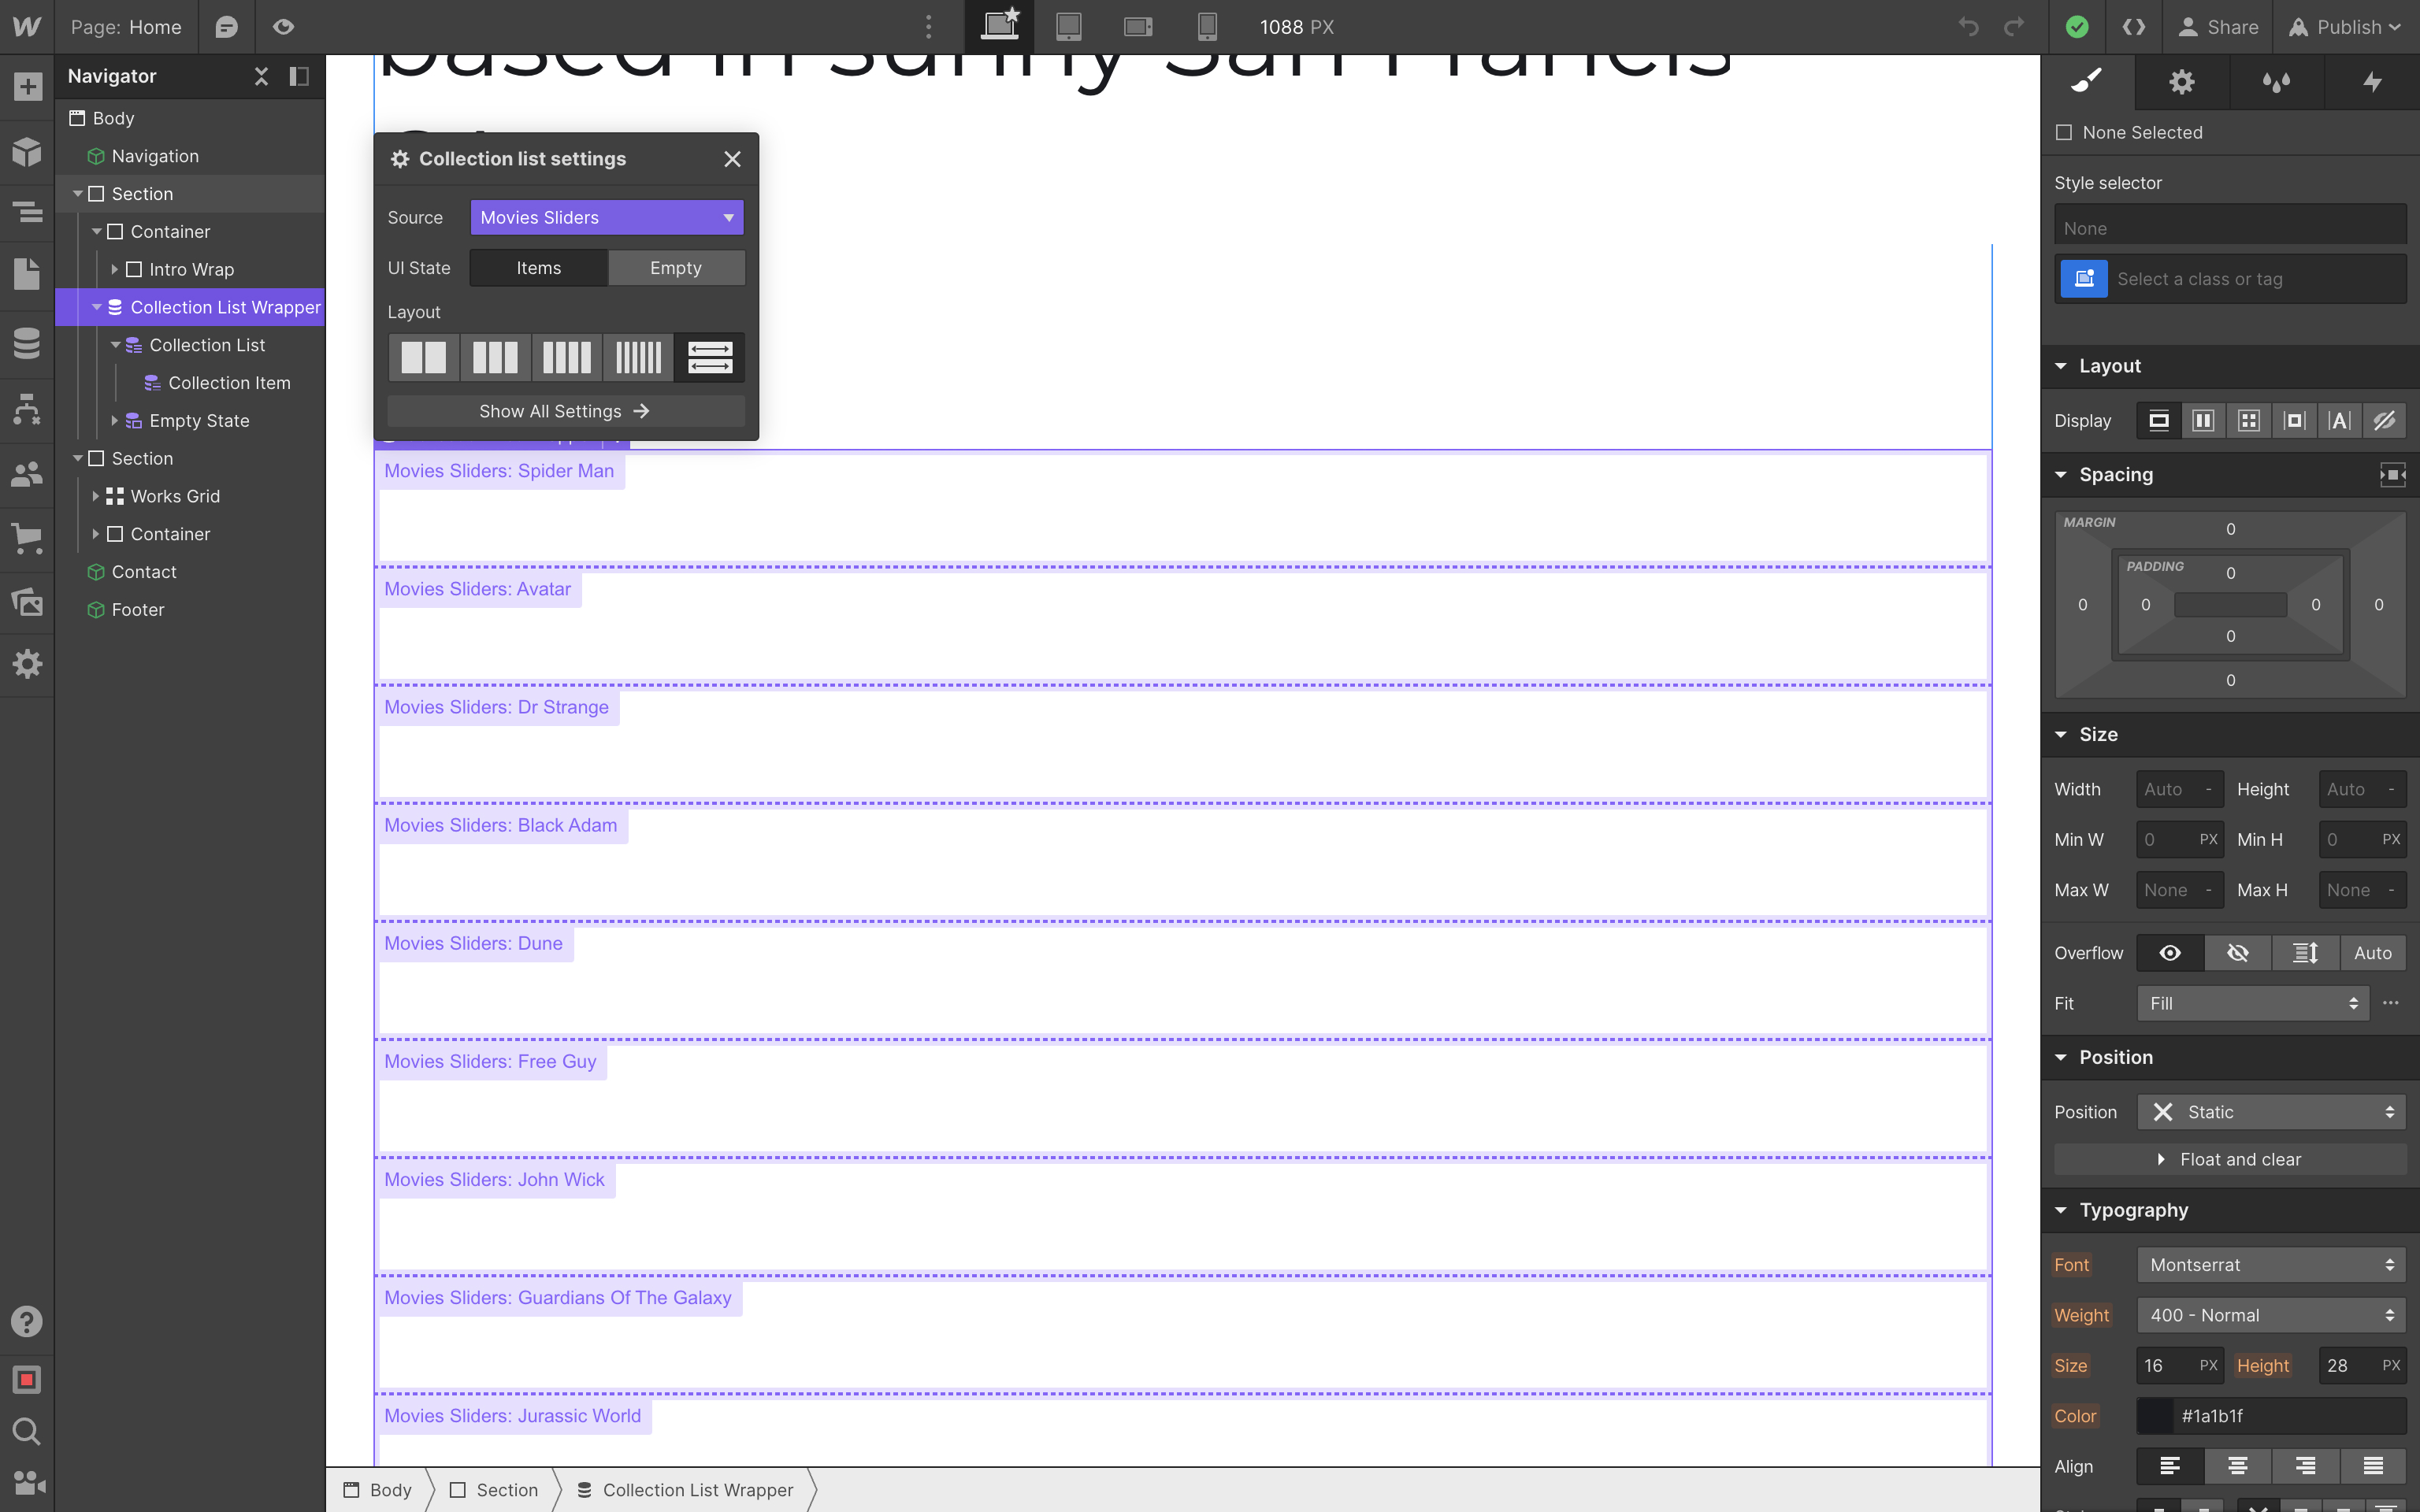 Page: Home
1088 PX
Share
Publish
Navigator
Body
Navigation
Section
Container
Intro Wrap
Collection List Wrapper
Collection List
Collection Item
Empty State
Section
Works Grid
Container
Contact
Footer
based in sunny San Francis
Collection list settings
Source Movies Sliders
UI State Items Empty
Layout
Show All Settings
Movies Sliders: Spider Man
Movies Sliders: Avatar
Movies Sliders: Dr Strange
Movies Sliders: Black Adam
Movies Sliders: Dune
Movies Sliders: Free Guy
Movies Sliders: John Wick
Movies Sliders: Guardians Of The Galaxy
Movies Sliders: Jurassic World
Body Section Collection List Wrapper
None Selected
Style selector
None
Select a class or tag
Layout
Display
Spacing
MARGIN
0
PADDING
0
0 0 0 0
0
0
Size
Width Auto - Height Auto -
Min W 0 PX Min H 0 PX
Max W None - Max H None -
Overflow Auto
Fit Fill
Position
Position Static
Float and clear
Typography
Font Montserrat
Weight 400 - Normal
Size 16 PX Height 28 PX
Color #1a1b1f
Align